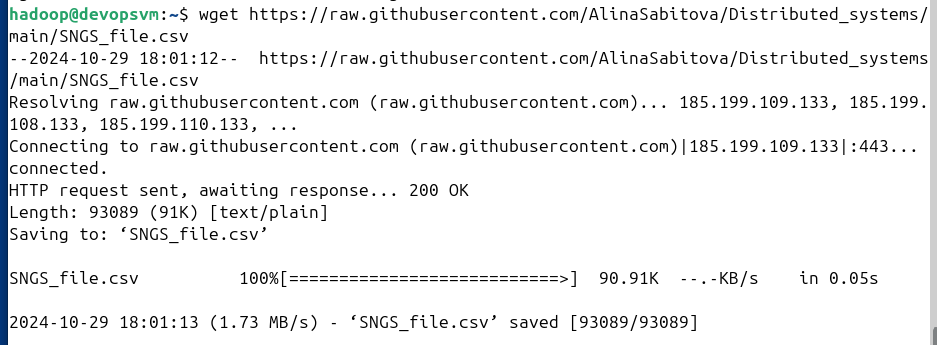 hadoop@devopsvm:~$ wget https://raw.githubusercontent.com/AlinaSabitova/Distributed_systems/
main/SNGS_file.csv
--2024-10-29 18:01:12--  https://raw.githubusercontent.com/AlinaSabitova/Distributed_systems
/main/SNGS_file.csv
Resolving raw.githubusercontent.com (raw.githubusercontent.com)... 185.199.109.133, 185.199.
108.133, 185.199.110.133, ...
Connecting to raw.githubusercontent.com (raw.githubusercontent.com)|185.199.109.133|:443...
connected.
HTTP request sent, awaiting response... 200 OK
Length: 93089 (91K) [text/plain]
Saving to: ‘SNGS_file.csv’
SNGS_file.csv          100%[===========================>]  90.91K  --.-KB/s    in 0.05s
2024-10-29 18:01:13 (1.73 MB/s) - ‘SNGS_file.csv’ saved [93089/93089]